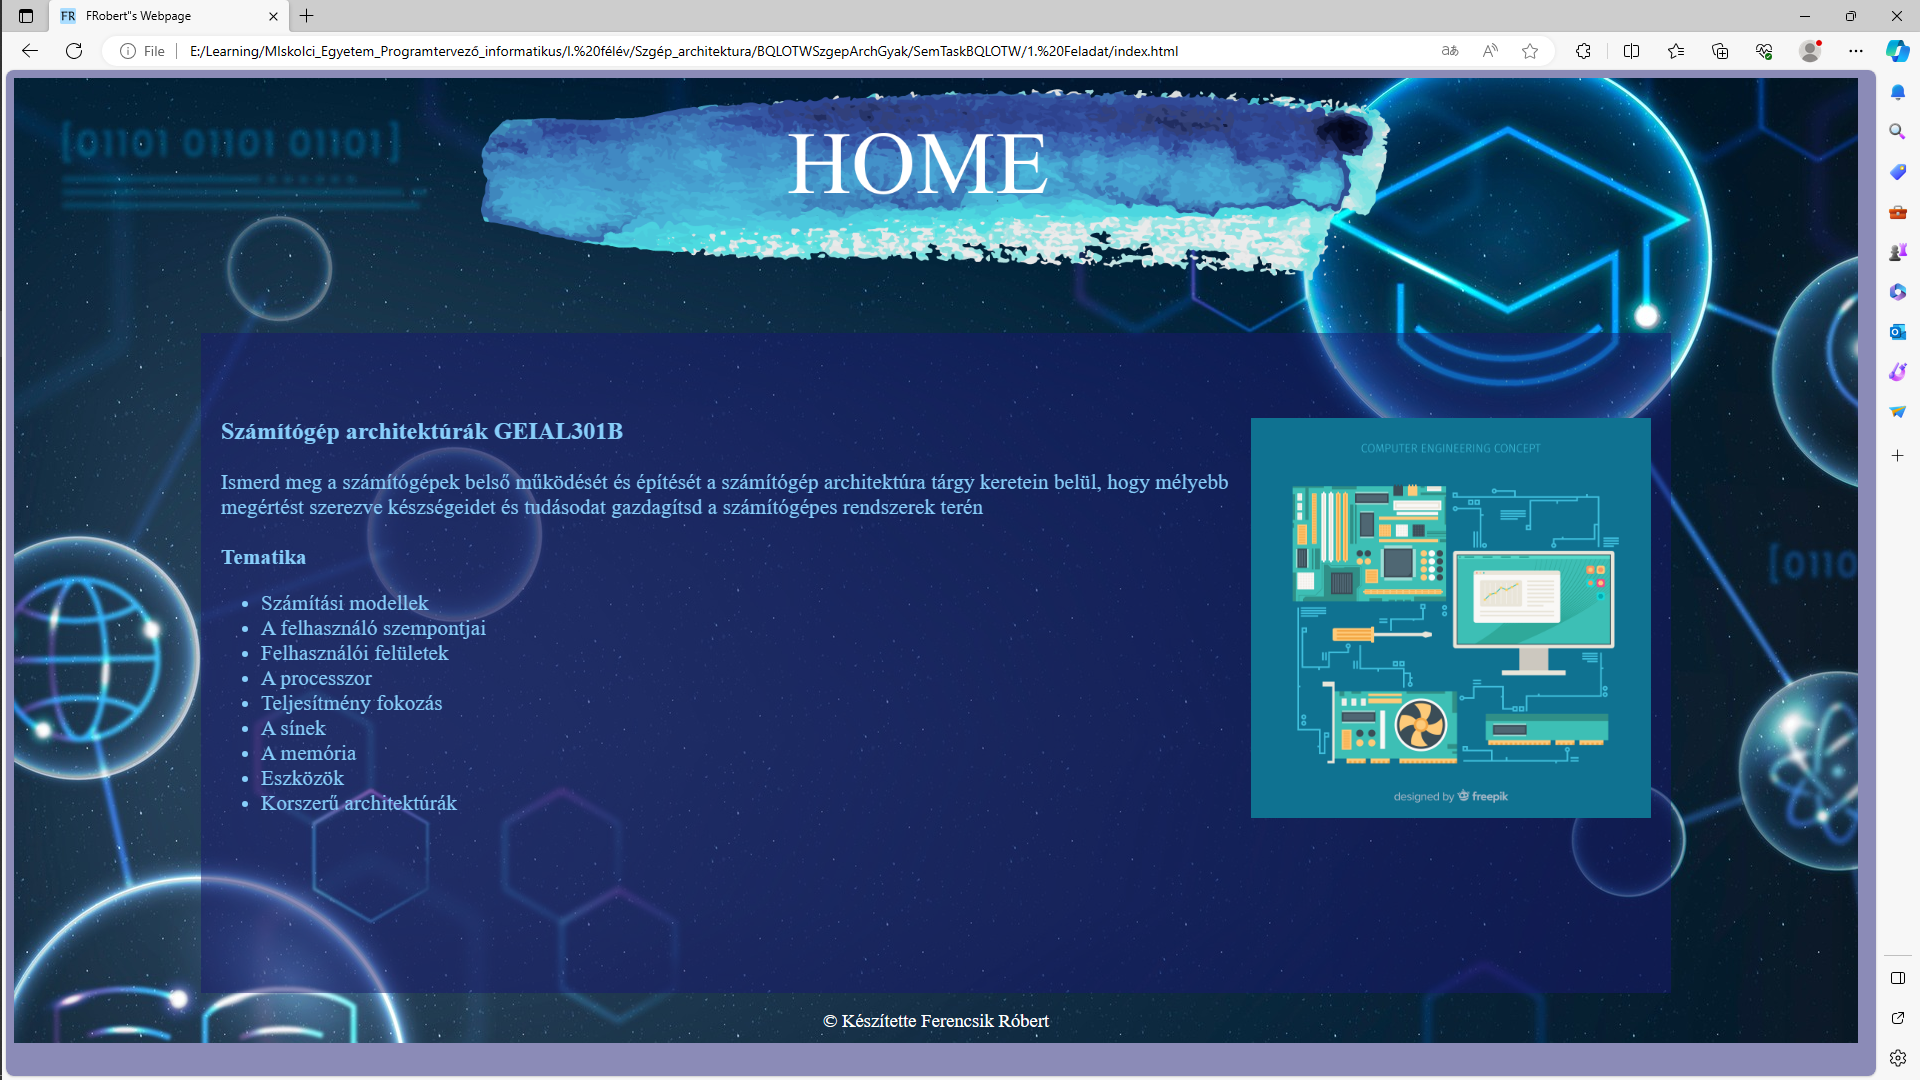 FR FRobert"s Webpage
File E:/Learning/MIskolci_Egyetem_Programtervező_informatikus/I.%20félév/Szgép_architektura/BQLOTWSzgepArchGyak/SemTaskBQLOTW/1.%20Feladat/index.html
[01101 01101 01101]
HOME
Számítógép architektúrák GEIAL301B
COMPUTER ENGINEERING CONCEPT
Ismerd meg a számítógépek belső működését és építését a számítógép architektúra tárgy keretein belül, hogy mélyebb
megértést szerezve készségeidet és tudásodat gazdagítsd a számítógépes rendszerek terén
Tematika
[0110
Számítási modellek
A felhasználó szempontjai
Felhasználói felületek
A processzor
Teljesítmény fokozás
A sínek
A memória
Eszközök
Korszerű architektúrák
designed by freepik
© Készítette Ferencsik Róbert